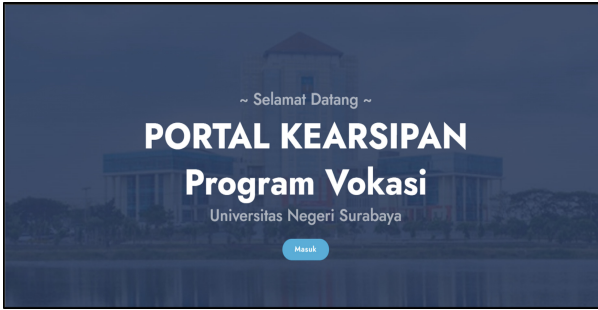 ~ Selamat Datang ~
PORTAL KEARSIPAN
Program Vokasi
Universitas Negeri Surabaya
Masuk